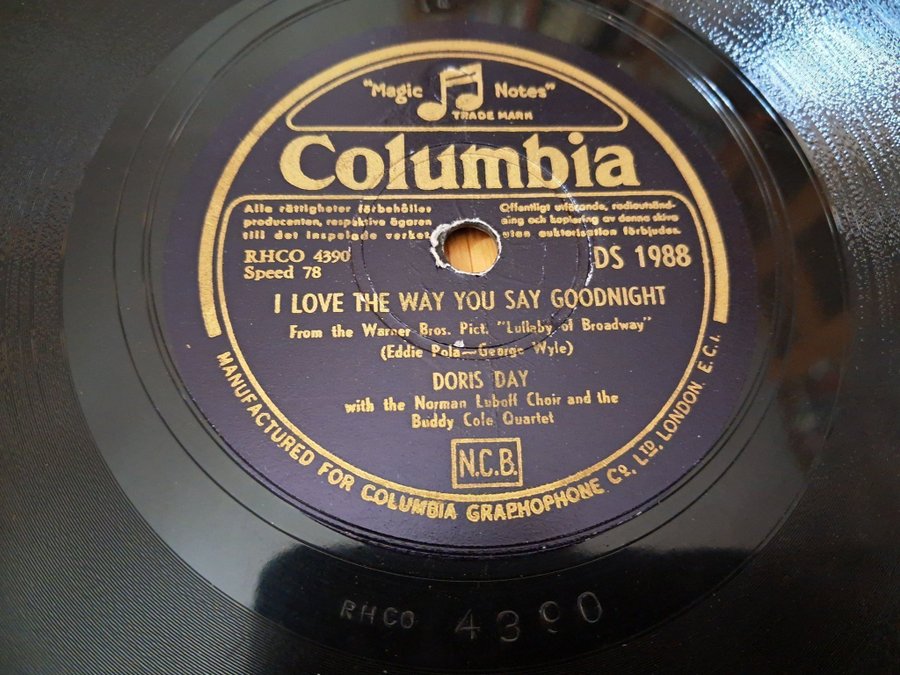 "Magic Notes"
TRADE MARK
Columbia
Alla rättigheter förbehålles
producenten, respektive ägaren
till det inspelade verket.
Offentligt utförande, radioutsänd-
ning och kopiering av denna skiva
utan auktorisation förbjudes.
RHCO 4390
Speed 78
DS 1988
I LOVE THE WAY YOU SAY GOODNIGHT
From the Warner Bros. Pict. "Lullaby of Broadway"
(Eddie Pola—George Wyle)
DORIS DAY
with the Norman Luboff Choir and the
Buddy Cole Quartet
N.C.B.
MANUFACTURED FOR COLUMBIA GRAPHOPHONE CO. LTD. LONDON. E.C.1.
RHCO 4390